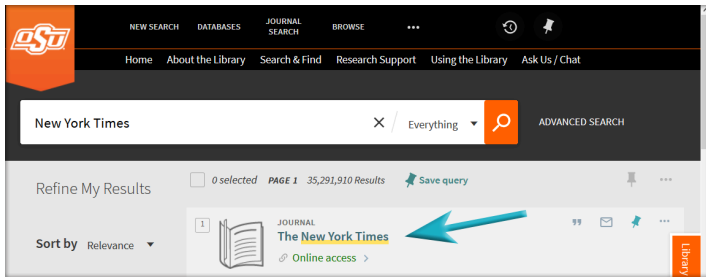 OSU
NEW SEARCH DATABASES JOURNAL SEARCH BROWSE •••
Home About the Library Search & Find Research Support Using the Library Ask Us / Chat
New York Times Everything ADVANCED SEARCH
Refine My Results
0 selected PAGE 1 35,291,910 Results Save query
Sort by Relevance
1
JOURNAL
The New York Times
Online access
Library